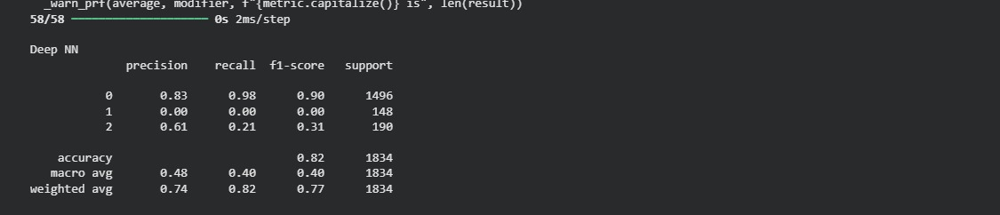 _warn_prf(average, modifier, f"{metric.capitalize()} is", len(result))
58/58 0s 2ms/step
Deep NN
precision recall f1-score support
0 0.83 0.98 0.90 1496
1 0.00 0.00 0.00 148
2 0.61 0.21 0.31 190
accuracy 0.82 1834
macro avg 0.48 0.40 0.40 1834
weighted avg 0.74 0.82 0.77 1834